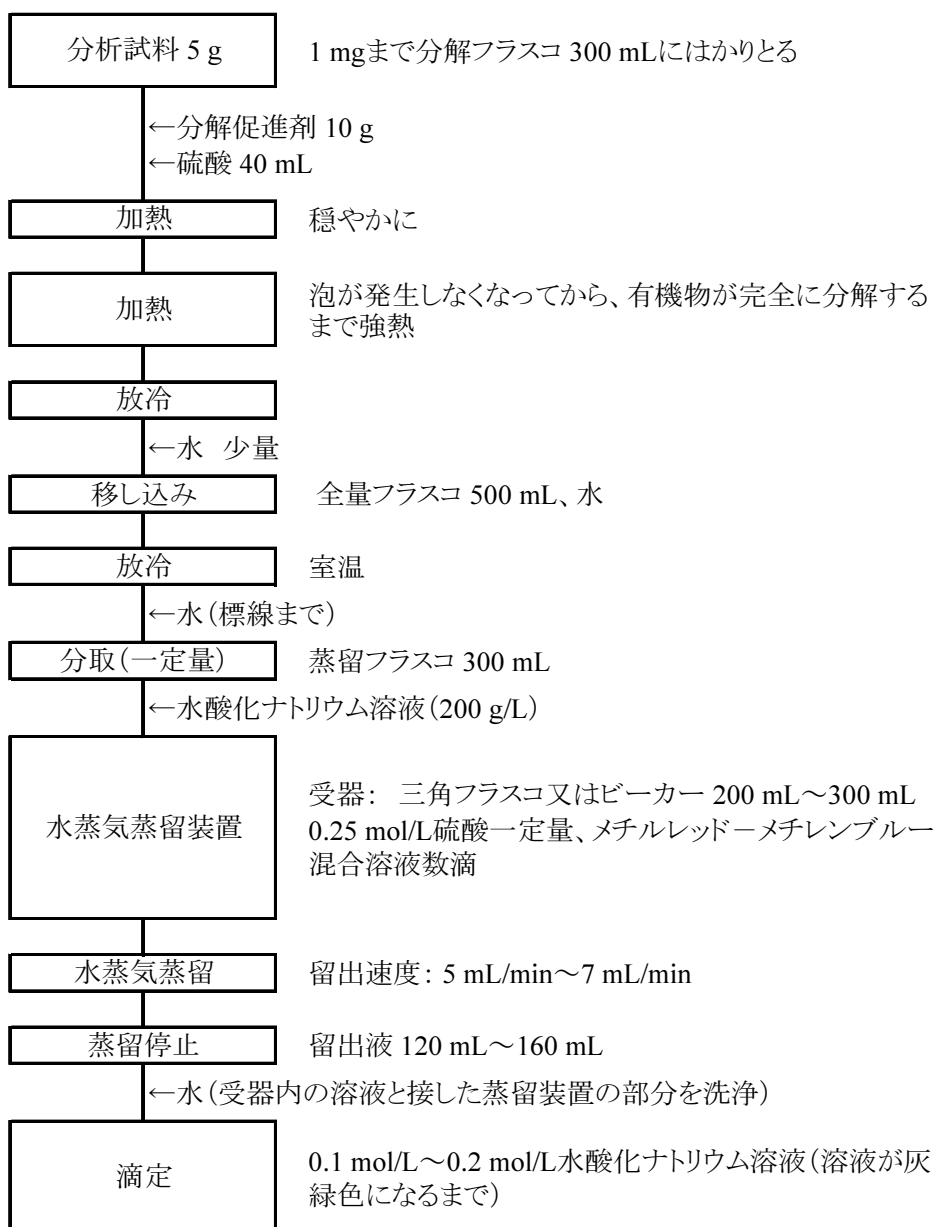 分析試料 5 g
1 mgまで分解フラスコ 300 mLにはかりとる
←分解促進剤 10 g
←硫酸 40 mL
加熱
穏やかに
加熱
泡が発生しなくなってから、有機物が完全に分解する
まで強熱
放冷
←水 少量
移し込み
全量フラスコ 500 mL、水
放冷
室温
←水(標線まで)
分取(一定量)
蒸留フラスコ 300 mL
←水酸化ナトリウム溶液(200 g/L)
水蒸気蒸留装置
受器: 三角フラスコ又はビーカー 200 mL~300 mL
0.25 mol/L硫酸一定量、メチルレッド-メチレンブルー
混合溶液数滴
水蒸気蒸留
留出速度: 5 mL/min~7 mL/min
蒸留停止
留出液 120 mL~160 mL
←水(受器内の溶液と接した蒸留装置の部分を洗浄)
滴定
0.1 mol/L~0.2 mol/L水酸化ナトリウム溶液(溶液が灰
緑色になるまで)